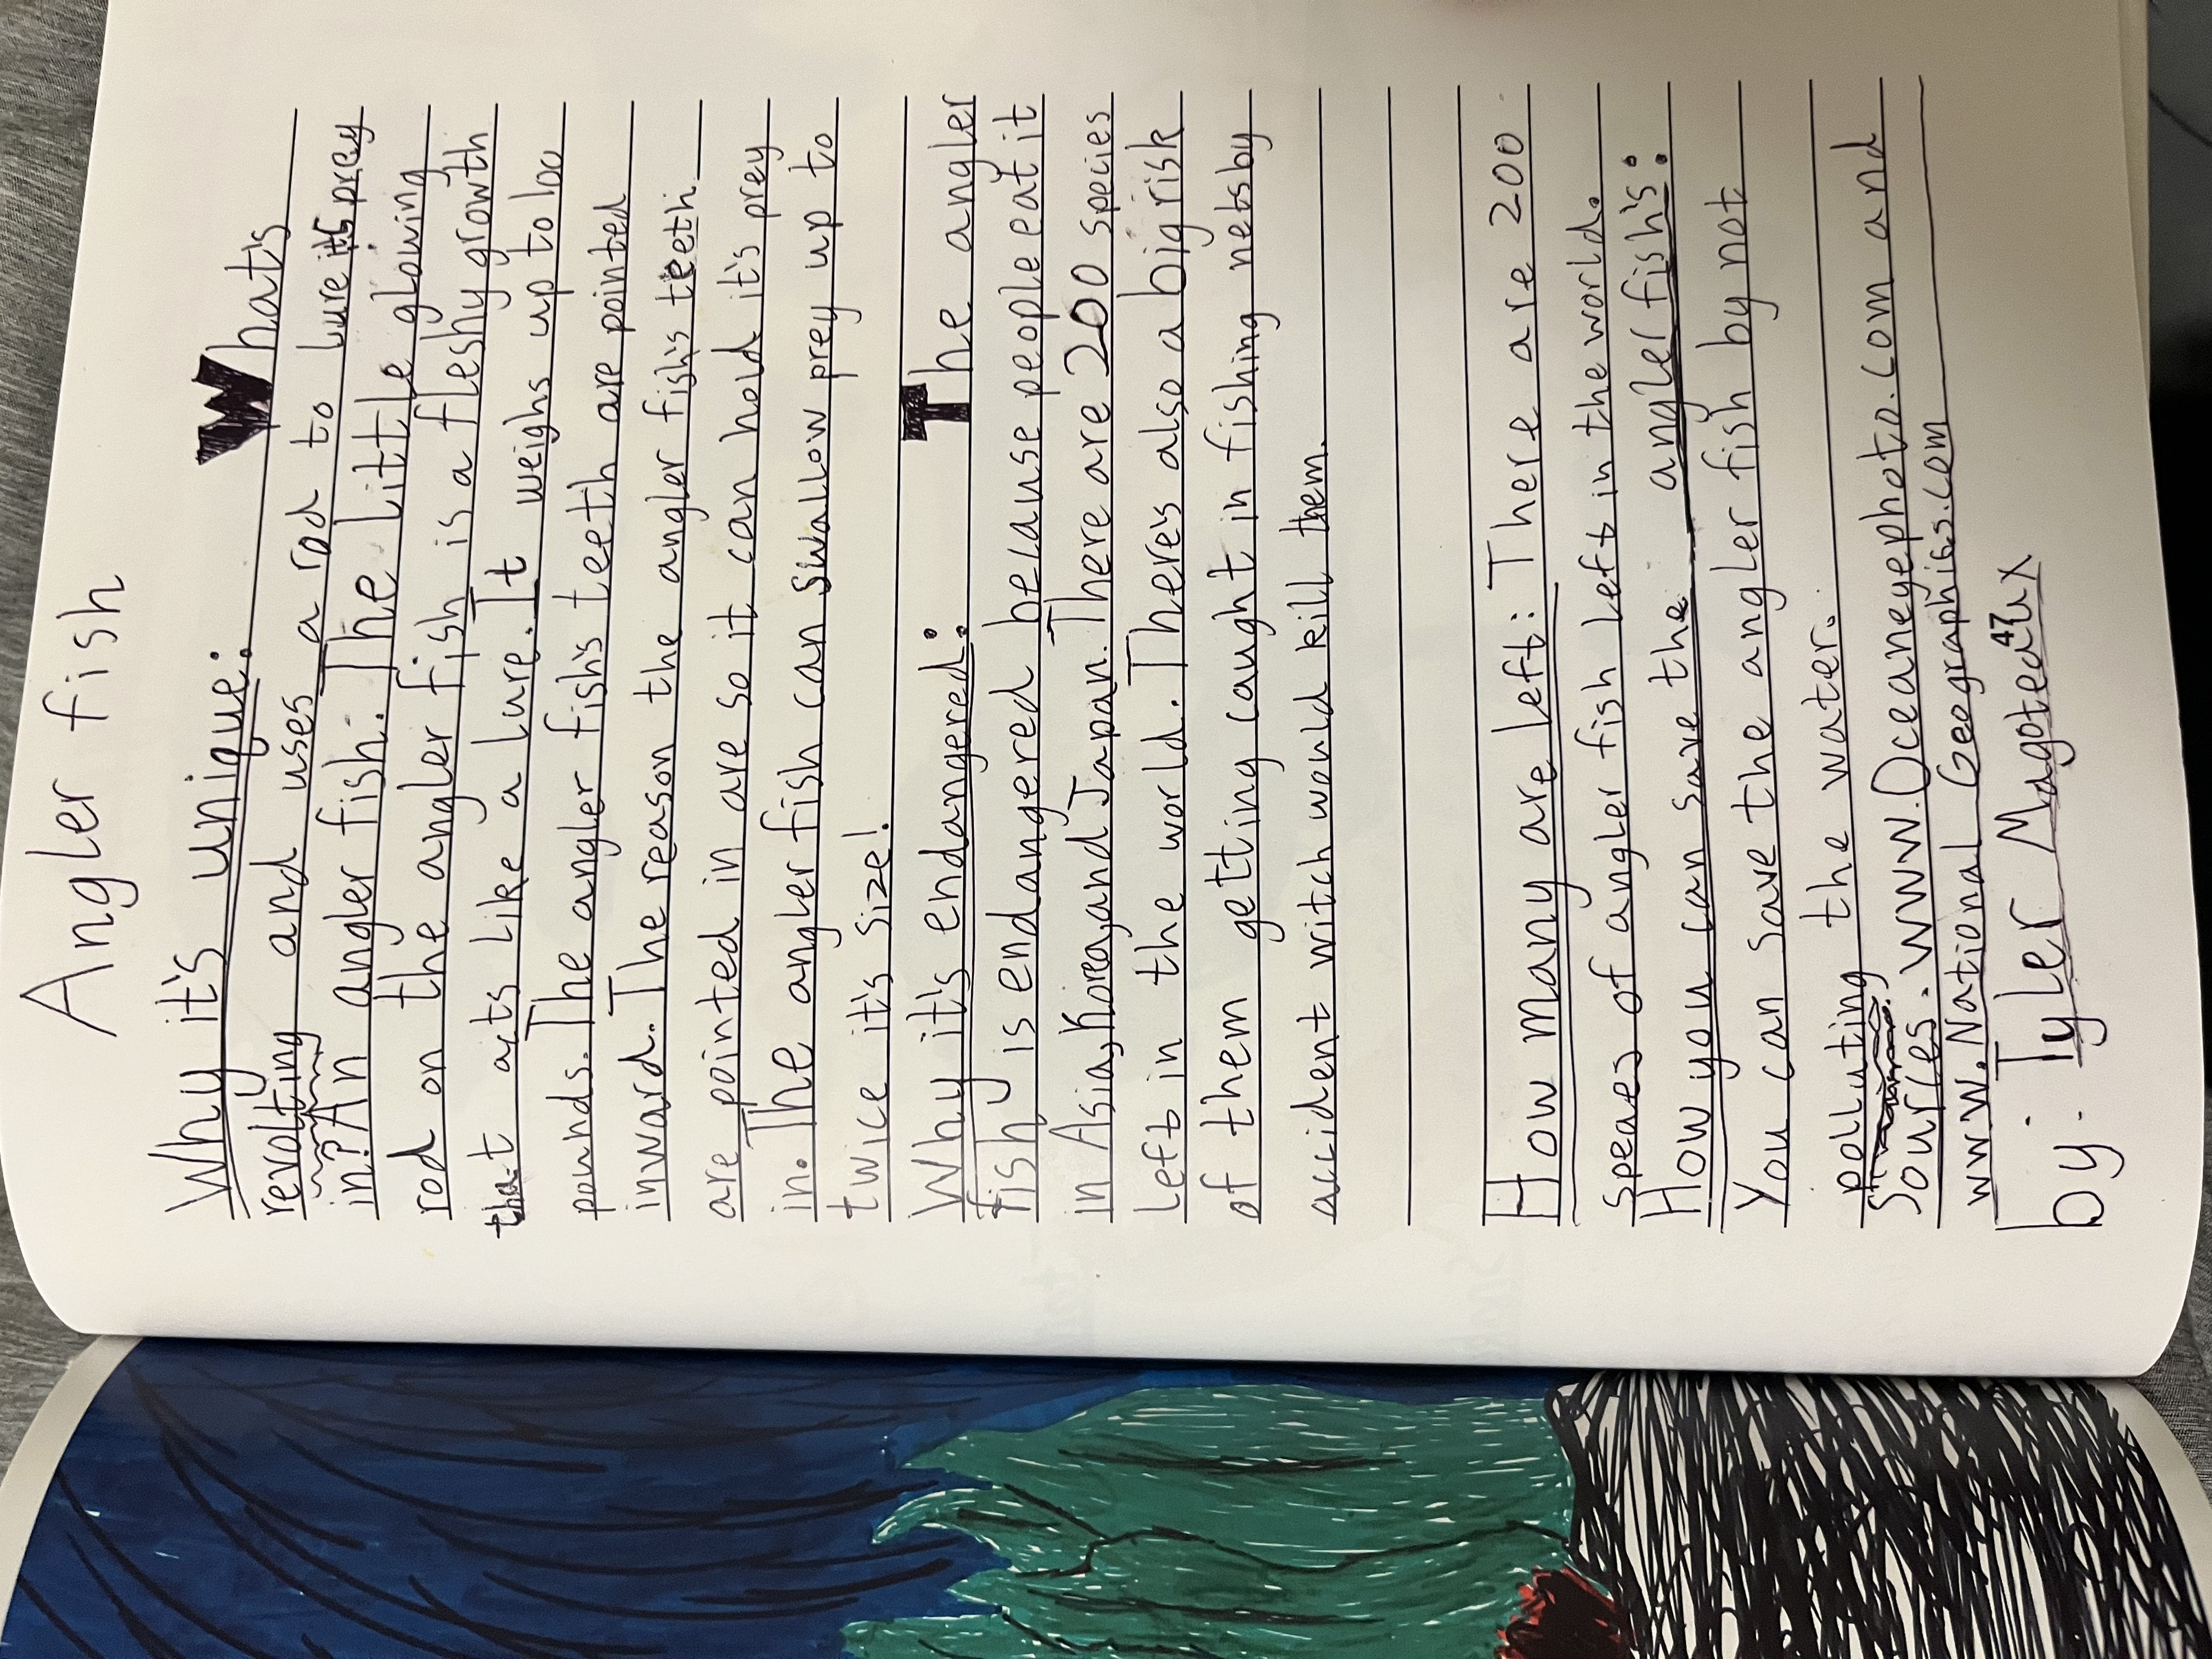 Angler fish
Why it's unique: Whats
revolting and uses a rod to lure it's prey
in? An angler fish. The little glowing
rod on the angler fish is a fleshy growth
that acts like a lure. It weighs up to 100
pounds. The angler fish's teeth are pointed
inward. The reason the angler fish's teeth
are pointed in are so it can hold it's prey
in. The angler fish can swallow prey up to
twice it's size!
Why it's endangered: The angler
fish is endangered because people eat it
in Asia, Korea, and Japan. There are 200 species
left in the world. There's also a big risk
of them getting caught in fishing nets by
accident witch would kill them.
How many are left: There are 200
speaes of angler fish left in the world.
How you can save the angler fish's:
You can save the angler fish by not
polluting the water.
Sources. www.Oceaneyephoto.com and
www.National Geographics.com
by: Tyler Magoteaux
47